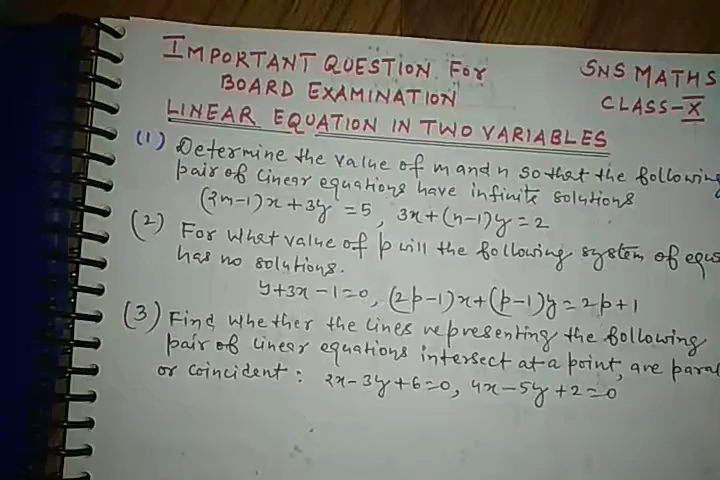 IMPORTANT QUESTION FOR
BOARD EXAMINATION
SNS MATHS
CLASS-X
LINEAR EQUATION IN TWO VARIABLES
(1) Determine the value of m and n so that the following
pair of linear equations have infinite solutions
(2m-1)x+3y=5, 3x+(n-1)y=2
(2) For what value of p will the following system of equs
has no solutions.
y+3x-1=0, (2p-1)x+(p-1)y=2p+1
(3) Find whether the lines representing the following
pair of linear equations intersect at a point, are paral
or coincident: 2x-3y+6=0, 4x-5y+2=0